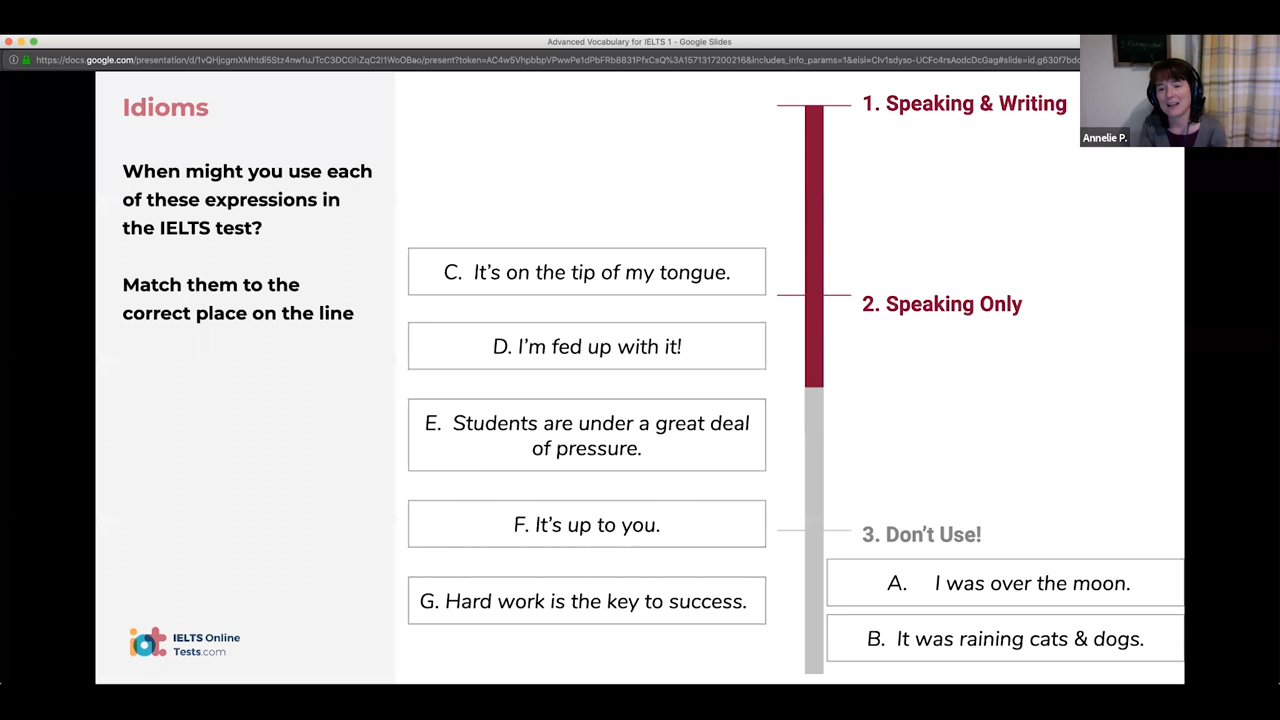 Advanced Vocabulary for IELTS 1 - Google Slides
Annelie P.
Idioms
When might you use each
of these expressions in
the IELTS test?
Match them to the
correct place on the line
C. It's on the tip of my tongue.
D. I'm fed up with it!
E. Students are under a great deal
of pressure.
F. It's up to you.
G. Hard work is the key to success.
1. Speaking & Writing
2. Speaking Only
3. Don't Use!
A. I was over the moon.
B. It was raining cats & dogs.
iot
IELTS Online
Tests.com